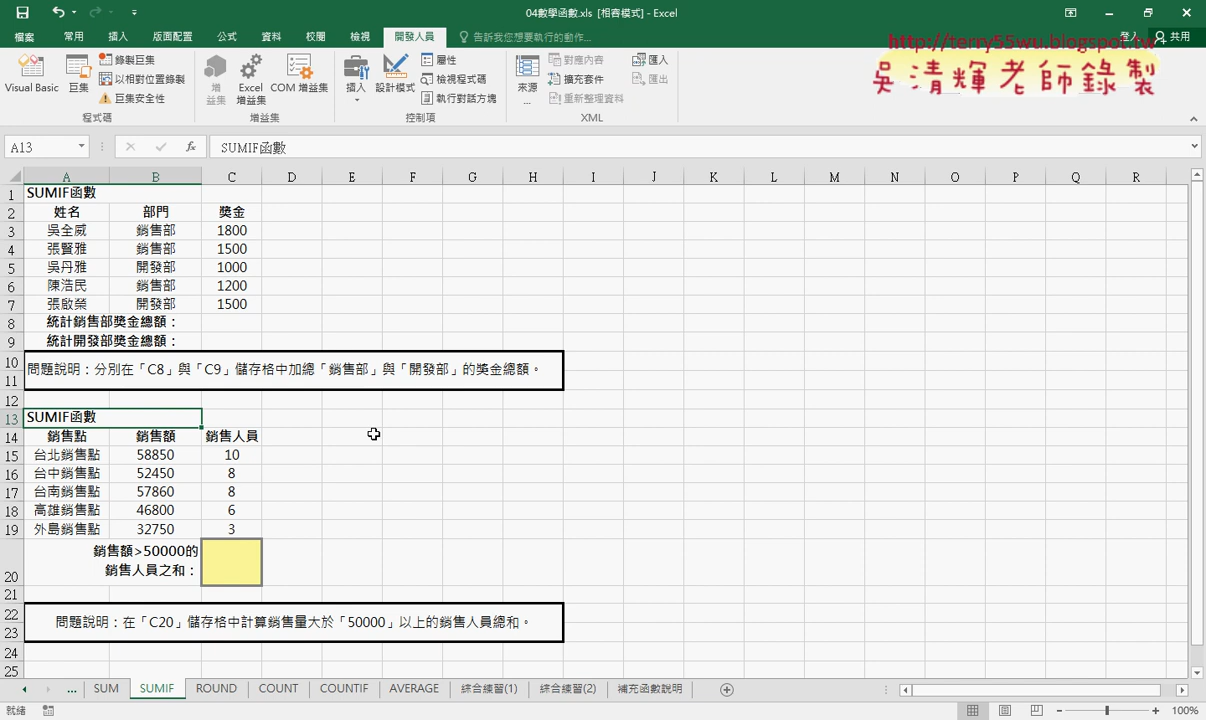 04數學函數.xls [相容模式] - Excel
檔案 常用 插入 版面配置 公式 資料 校閱 檢視 開發人員 告訴我您想要執行的動作... 登入 共用
http://terry55wu.blogspot.tw
吳清輝老師錄製
Visual Basic 巨集 錄製巨集 以相對位置錄製 巨集安全性
增益集 Excel 增益集 COM 增益集
插入 設計模式 屬性 檢視程式碼 執行對話方塊
來源... 對應內容 擴充套件 重新整理資料 匯入 匯出
程式碼 增益集 控制項 XML
A13 fx SUMIF函數
A B C D E F G H I J K L M N O P Q R
1 SUMIF函數
2 姓名 部門 獎金
3 吳全威 銷售部 1800
4 張賢雅 銷售部 1500
5 吳丹雅 開發部 1000
6 陳浩民 銷售部 1200
7 張啟榮 開發部 1500
8 統計銷售部獎金總額：
9 統計開發部獎金總額：
10
問題說明：分別在「C8」與「C9」儲存格中加總「銷售部」與「開發部」的獎金總額。
11
12
13 SUMIF函數
14 銷售點 銷售額 銷售人員
15 台北銷售點 58850 10
16 台中銷售點 52450 8
17 台南銷售點 57860 8
18 高雄銷售點 46800 6
19 外島銷售點 32750 3
銷售額>50000的
20 銷售人員之和：
21
22
問題說明：在「C20」儲存格中計算銷售量大於「50000」以上的銷售人員總和。
23
24
25
... SUM SUMIF ROUND COUNT COUNTIF AVERAGE 綜合練習(1) 綜合練習(2) 補充函數說明
就緒 100%